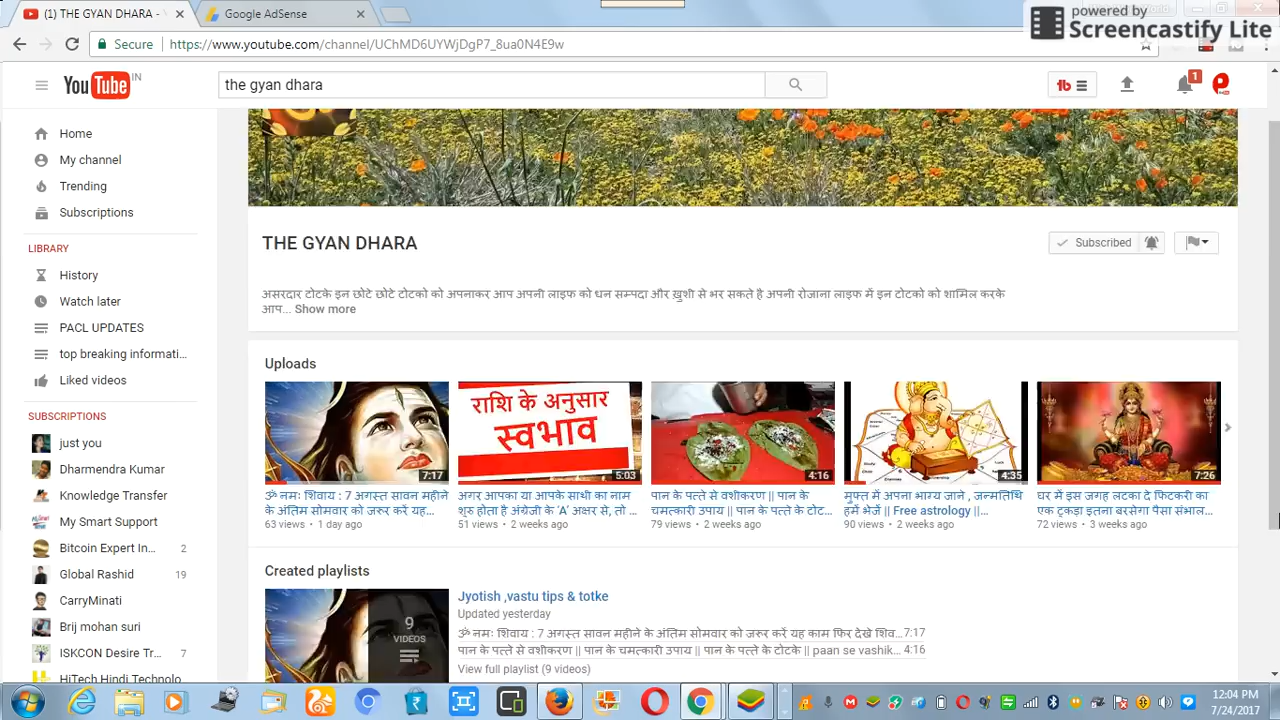 (1) THE GYAN DHARA -
Google AdSense
powered by
Screencastify Lite
Secure
YouTube IN
the gyan dhara
1
Home
My channel
Trending
Subscriptions
LIBRARY
History
Watch later
PACL UPDATES
top breaking informati...
Liked videos
SUBSCRIPTIONS
just you
Dharmendra Kumar
Knowledge Transfer
My Smart Support
Bitcoin Expert In... 2
Global Rashid 19
CarryMinati
Brij mohan suri
ISKCON Desire Tr... 7
HiTech Hindi Technolo
THE GYAN DHARA
Subscribed
असरदार टोटके इन छोटे छोटे टोटको को अपनाकर आप अपनी लाइफ को धन सम्पदा और ख़ुशी से भर सकते है अपनी रोजाना लाइफ में इन टोटको को शामिल करके
आप... Show more
Uploads
राशि के अनुसार
स्वभाव
7:17
5:03
4:16
4:35
7:26
ॐ नमः शिवाय : 7 अगस्त सावन महीने
के अंतिम सोमवार को जरुर करें यह...
63 views • 1 day ago
अगर आपका या आपके साथी का नाम
शुरु होता है अंग्रेजी के 'A' अक्षर से, तो ...
51 views • 2 weeks ago
पान के पत्ते से वशीकरण || पान के
चमत्कारी उपाय || पान के पत्ते के टोट...
79 views • 2 weeks ago
मुफ्त में अपना भाग्य जाने , जन्मतिथि
हमें भेजें || Free astrology ||...
90 views • 2 weeks ago
घर में इस जगह लटका दे फिटकरी का
एक टुकड़ा इतना बरसेगा पैसा संभाल...
72 views • 3 weeks ago
Created playlists
9
VIDEOS
Jyotish ,vastu tips & totke
Updated yesterday
ॐ नमः शिवाय : 7 अगस्त सावन महीने के अंतिम सोमवार को जरुर करें यह काम फिर देखे शिव... 7:17
पान के पत्ते से वशीकरण || पान के चमत्कारी उपाय || पान के पत्ते के टोटके || paan se vashik... 4:16
View full playlist (9 videos)
12:04 PM
7/24/2017